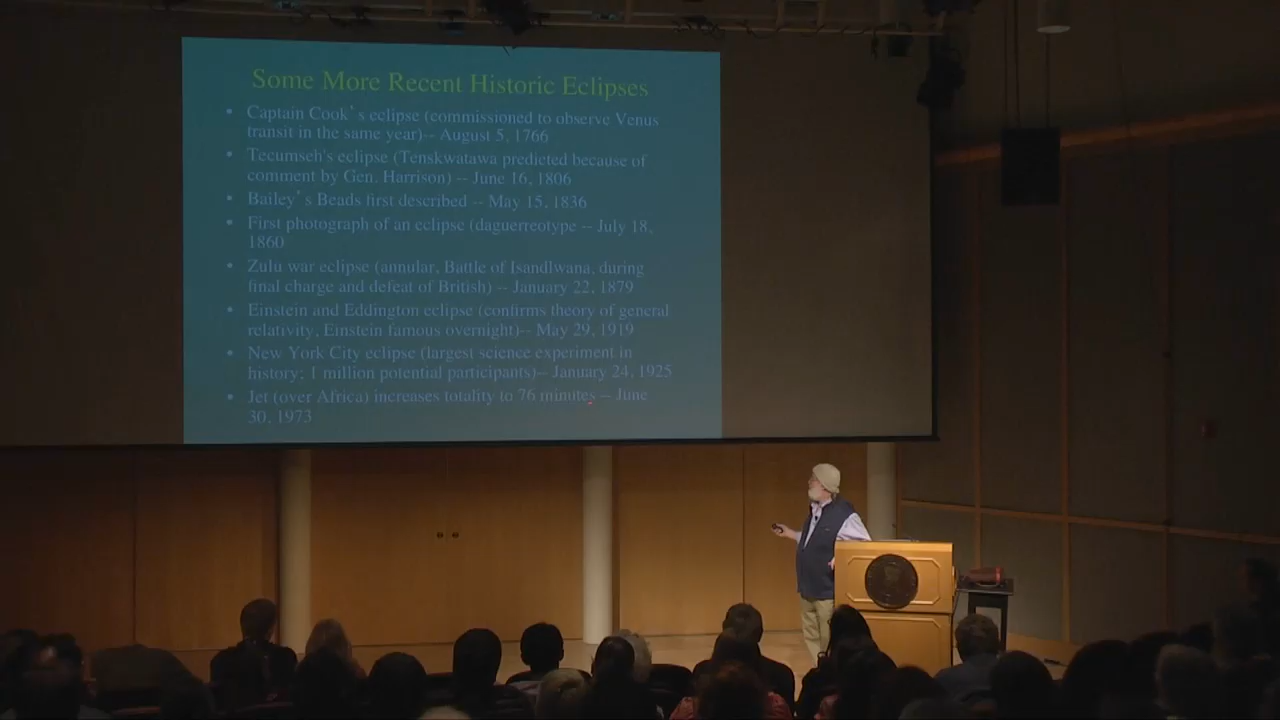 Some More Recent Historic Eclipses
• Captain Cook's eclipse (commissioned to observe Venus
transit in the same year)-- August 5, 1766
• Tecumseh's eclipse (Tenskwatawa predicted because of
comment by Gen. Harrison) -- June 16, 1806
• Bailey's Beads first described -- May 15, 1836
• First photograph of an eclipse (daguerreotype -- July 18,
1860
• Zulu war eclipse (annular, Battle of Isandlwana, during
final charge and defeat of British) -- January 22, 1879
• Einstein and Eddington eclipse (confirms theory of general
relativity, Einstein famous overnight)-- May 29, 1919
• New York City eclipse (largest science experiment in
history; 1 million potential participants)-- January 24, 1925
• Jet (over Africa) increases totality to 76 minutes -- June
30, 1973